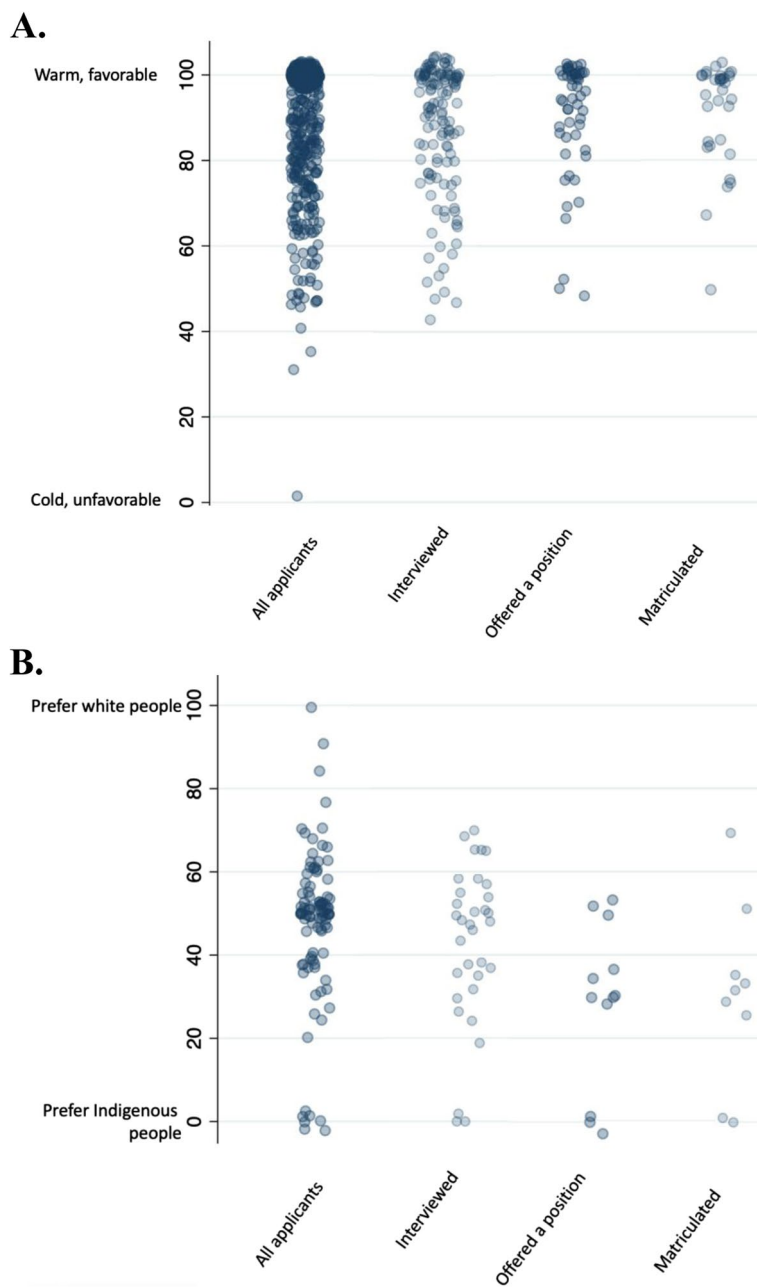 A.
Warm, favorable
100
80
60
40
20
Cold, unfavorable
0
All applicants
Interviewed
Offered a position
Matriculated
B.
Prefer white people
100
80
60
40
20
Prefer Indigenous
people
0
All applicants
Interviewed
Offered a position
Matriculated